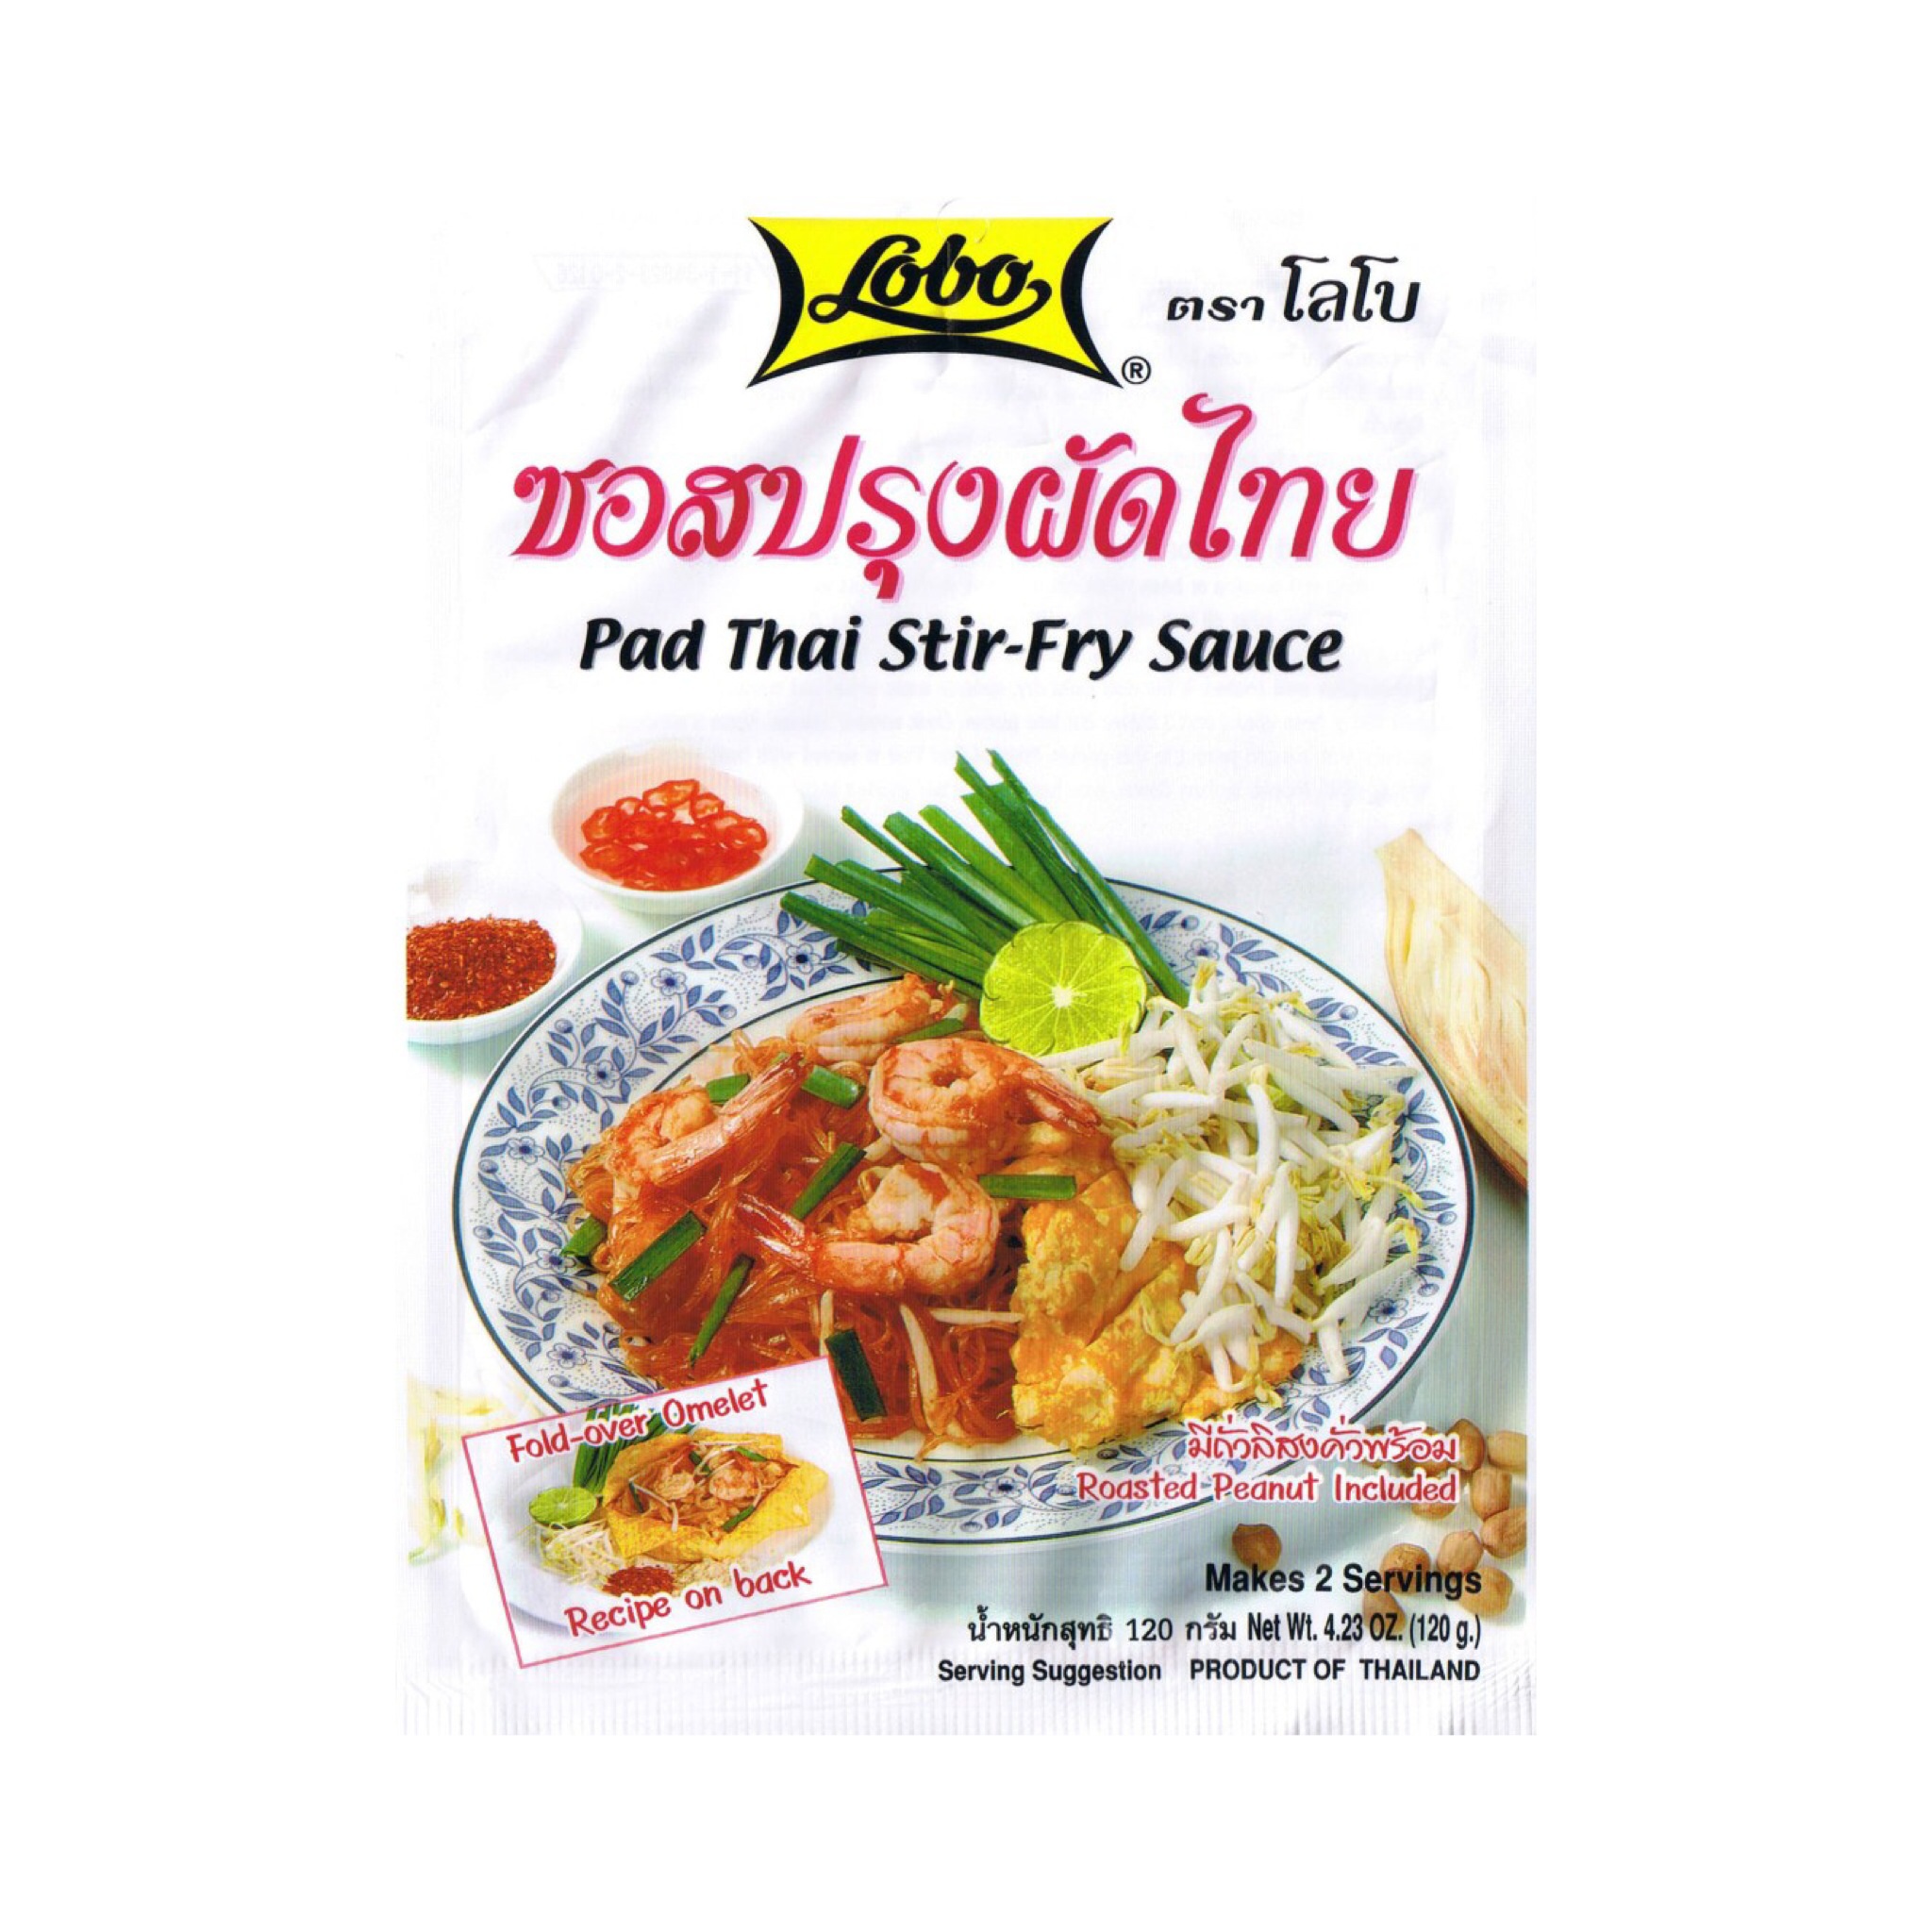 Lobo
®
ตรา โลโบ
ซอสปรุงผัดไทย
Pad Thai Stir-Fry Sauce
Fold-over Omelet
Recipe on back
มีถั่วลิสงคั่วพร้อม
Roasted Peanut Included
Makes 2 Servings
น้ำหนักสุทธิ 120 กรัม Net Wt. 4.23 OZ. (120 g.)
Serving Suggestion PRODUCT OF THAILAND